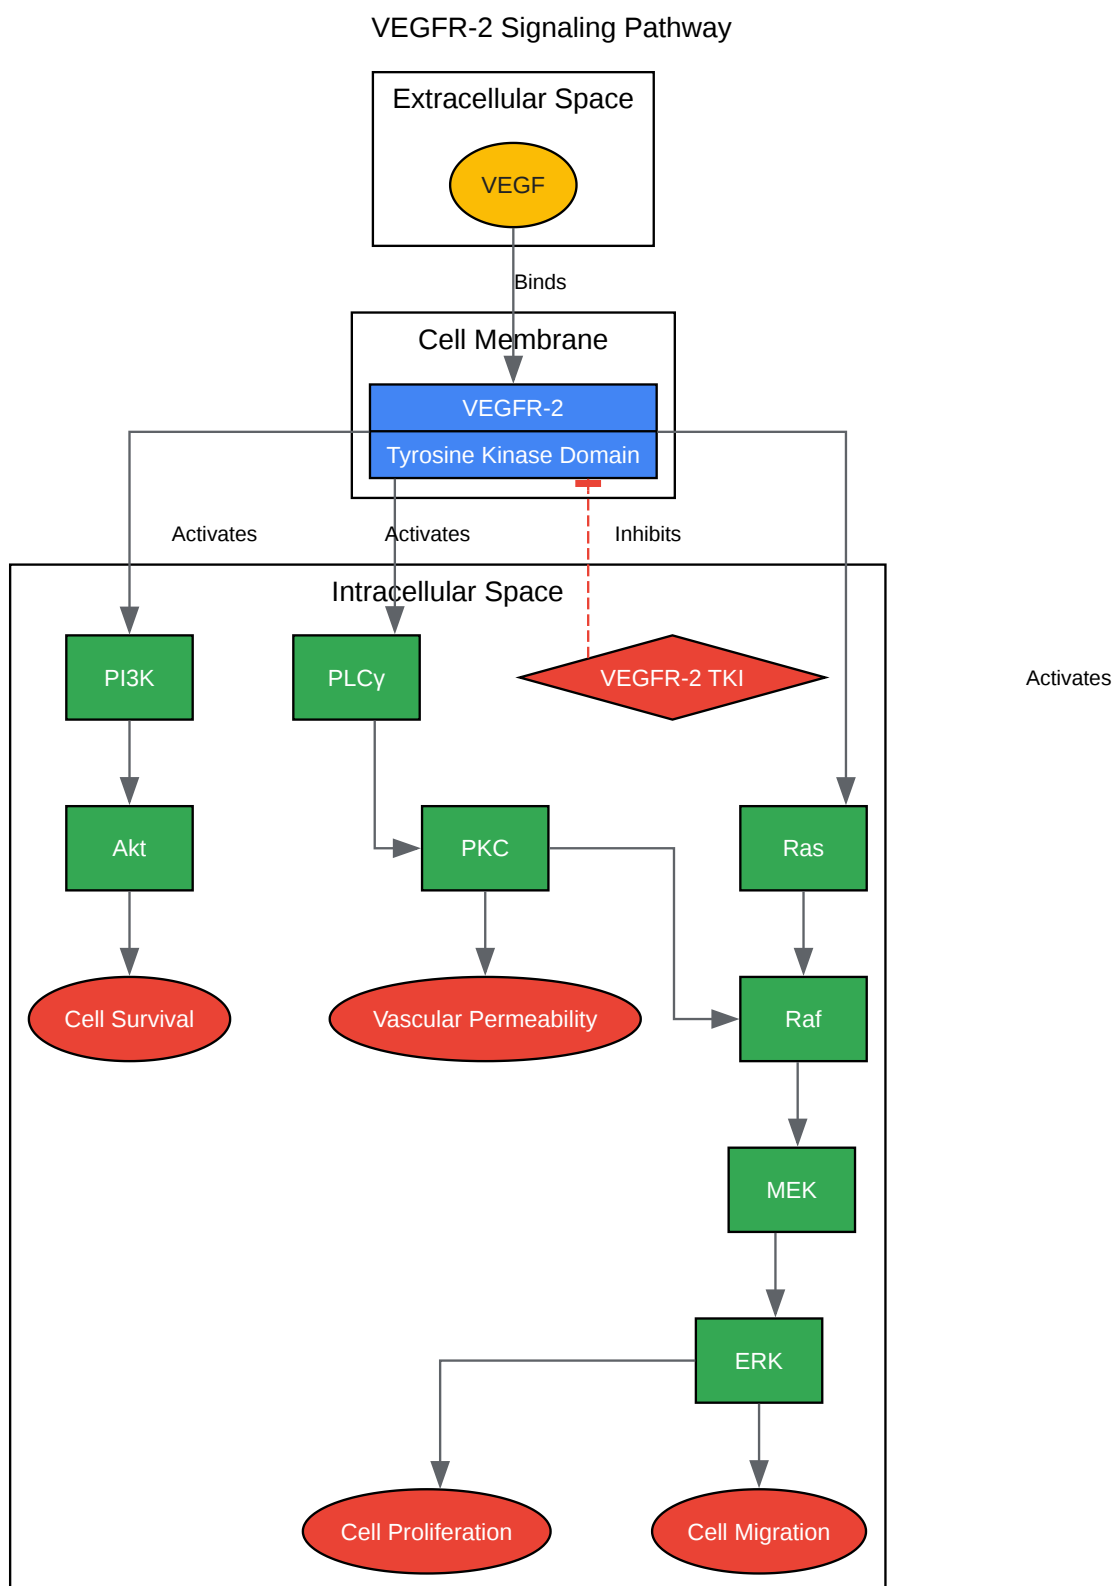 VEGFR-2 Signaling Pathway
Extracellular Space
VEGF
Binds
Cell Membrane
VEGFR-2
Tyrosine Kinase Domain
Activates
Activates
Inhibits
Intracellular Space
PI3K
PLCγ
VEGFR-2 TKI
Activates
Akt
PKC
Ras
Cell Survival
Vascular Permeability
Raf
MEK
ERK
Cell Proliferation
Cell Migration